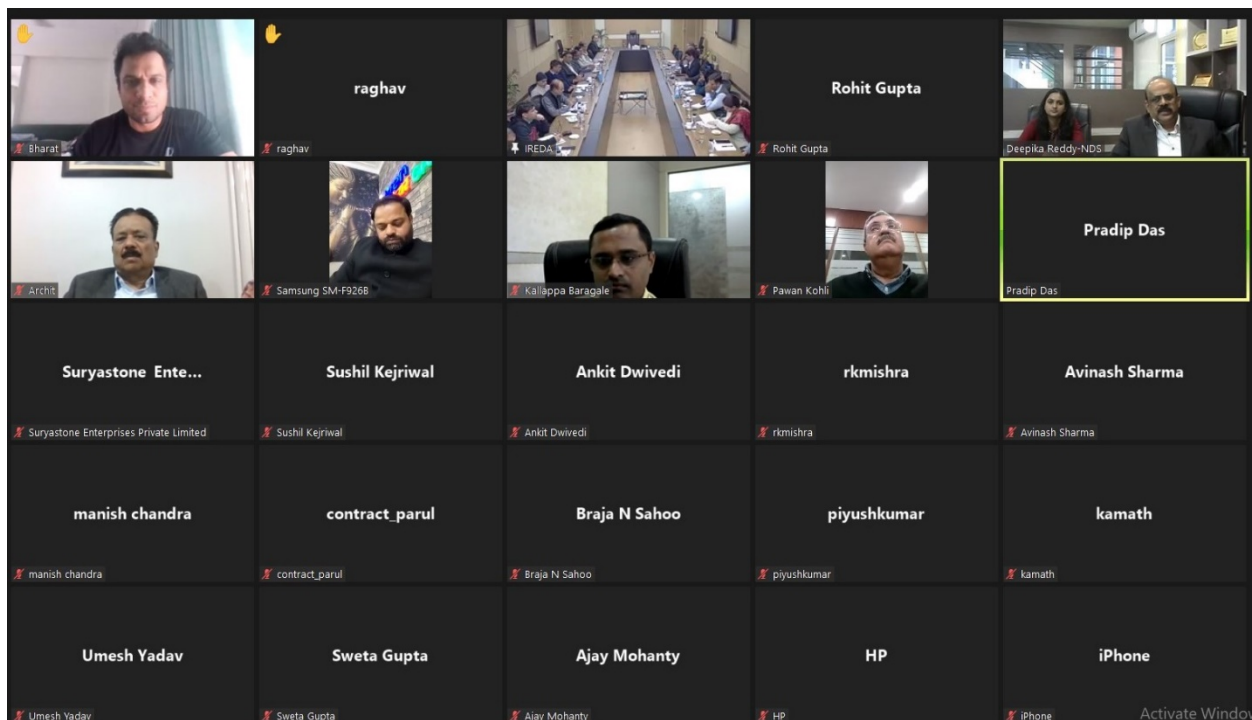 Bharat
raghav
raghav
IREDA
Rohit Gupta
Rohit Gupta
Deepika Reddy-NDS
Archit
Samsung SM-F926B
Kallappa Baragale
Pawan Kohli
Pradip Das
Pradip Das
Suryastone Ente...
Suryastone Enterprises Private Limited
Sushil Kejriwal
Sushil Kejriwal
Ankit Dwivedi
Ankit Dwivedi
rkmishra
rkmishra
Avinash Sharma
Avinash Sharma
manish chandra
manish chandra
contract_parul
contract_parul
Braja N Sahoo
Braja N Sahoo
piyushkumar
piyushkumar
kamath
kamath
Umesh Yadav
Umesh Yadav
Sweta Gupta
Sweta Gupta
Ajay Mohanty
Ajay Mohanty
HP
HP
iPhone
iPhone
Activate Window